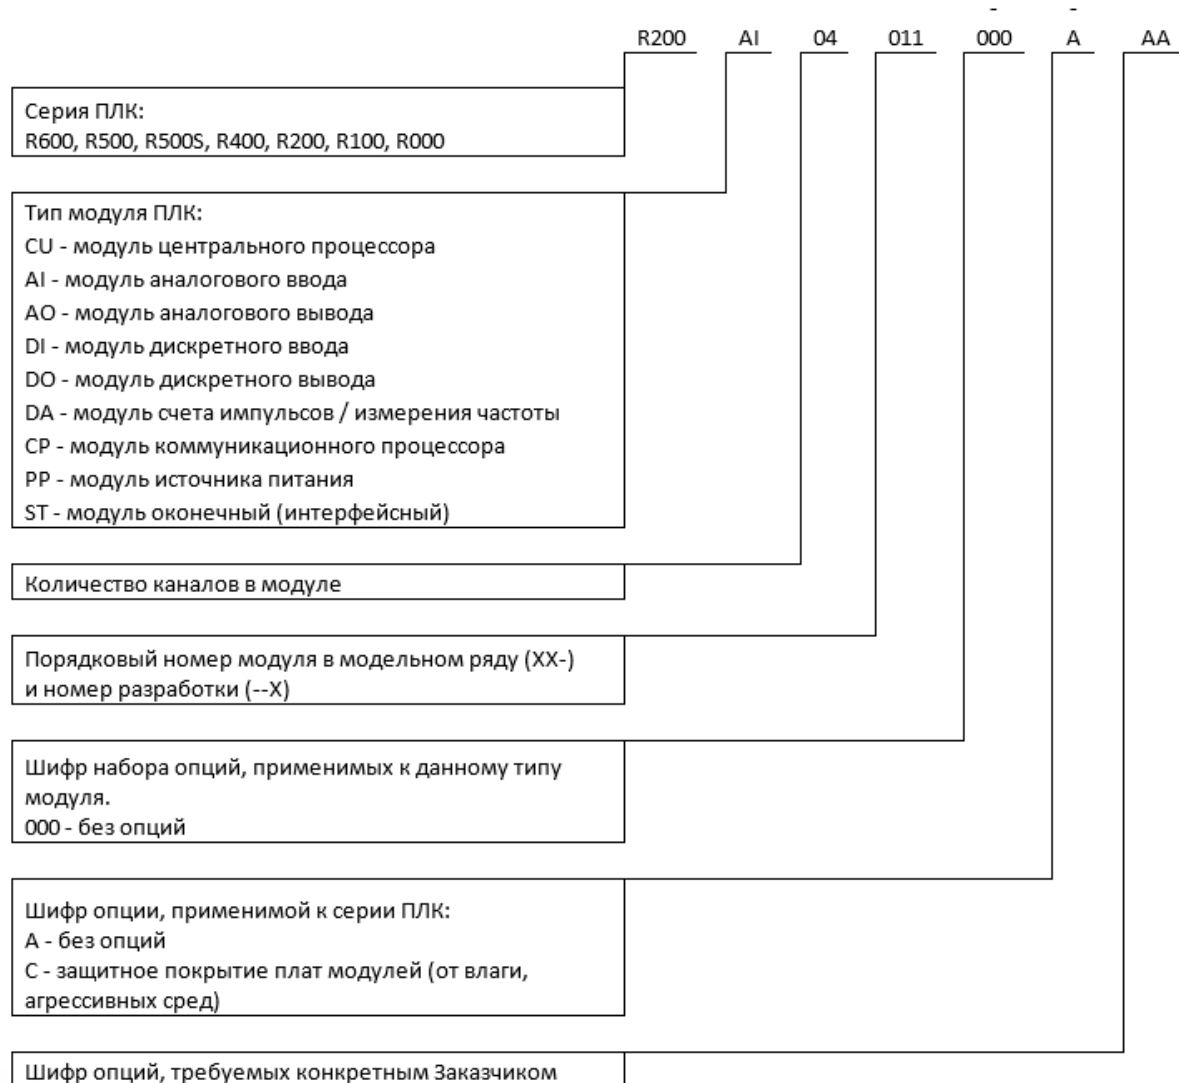 - -
R200 AI 04 011 000 A AA
Серия ПЛК:
R600, R500, R500S, R400, R200, R100, R000
Тип модуля ПЛК:
CU - модуль центрального процессора
AI - модуль аналогового ввода
AO - модуль аналогового вывода
DI - модуль дискретного ввода
DO - модуль дискретного вывода
DA - модуль счета импульсов / измерения частоты
CP - модуль коммуникационного процессора
PP - модуль источника питания
ST - модуль оконечный (интерфейсный)
Количество каналов в модуле
Порядковый номер модуля в модельном ряду (XX-)
и номер разработки (--X)
Шифр набора опций, применимых к данному типу
модуля.
000 - без опций
Шифр опции, применимой к серии ПЛК:
A - без опций
C - защитное покрытие плат модулей (от влаги,
агрессивных сред)
Шифр опций, требуемых конкретным Заказчиком